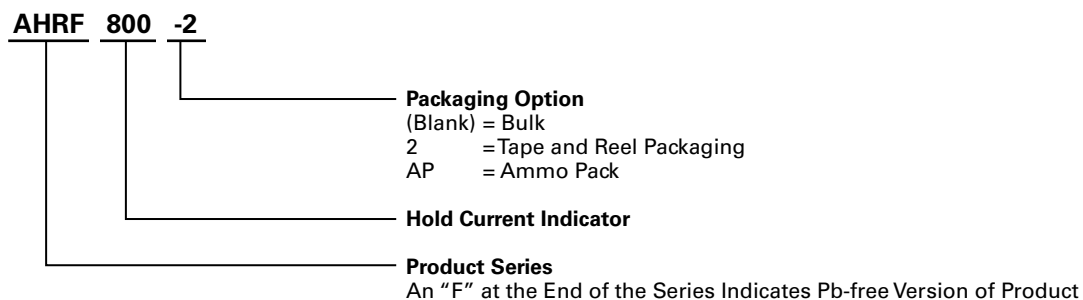 AHRF 800 -2
Packaging Option
(Blank) = Bulk
2 =Tape and Reel Packaging
AP = Ammo Pack
Hold Current Indicator
Product Series
An “F” at the End of the Series Indicates Pb-free Version of Product